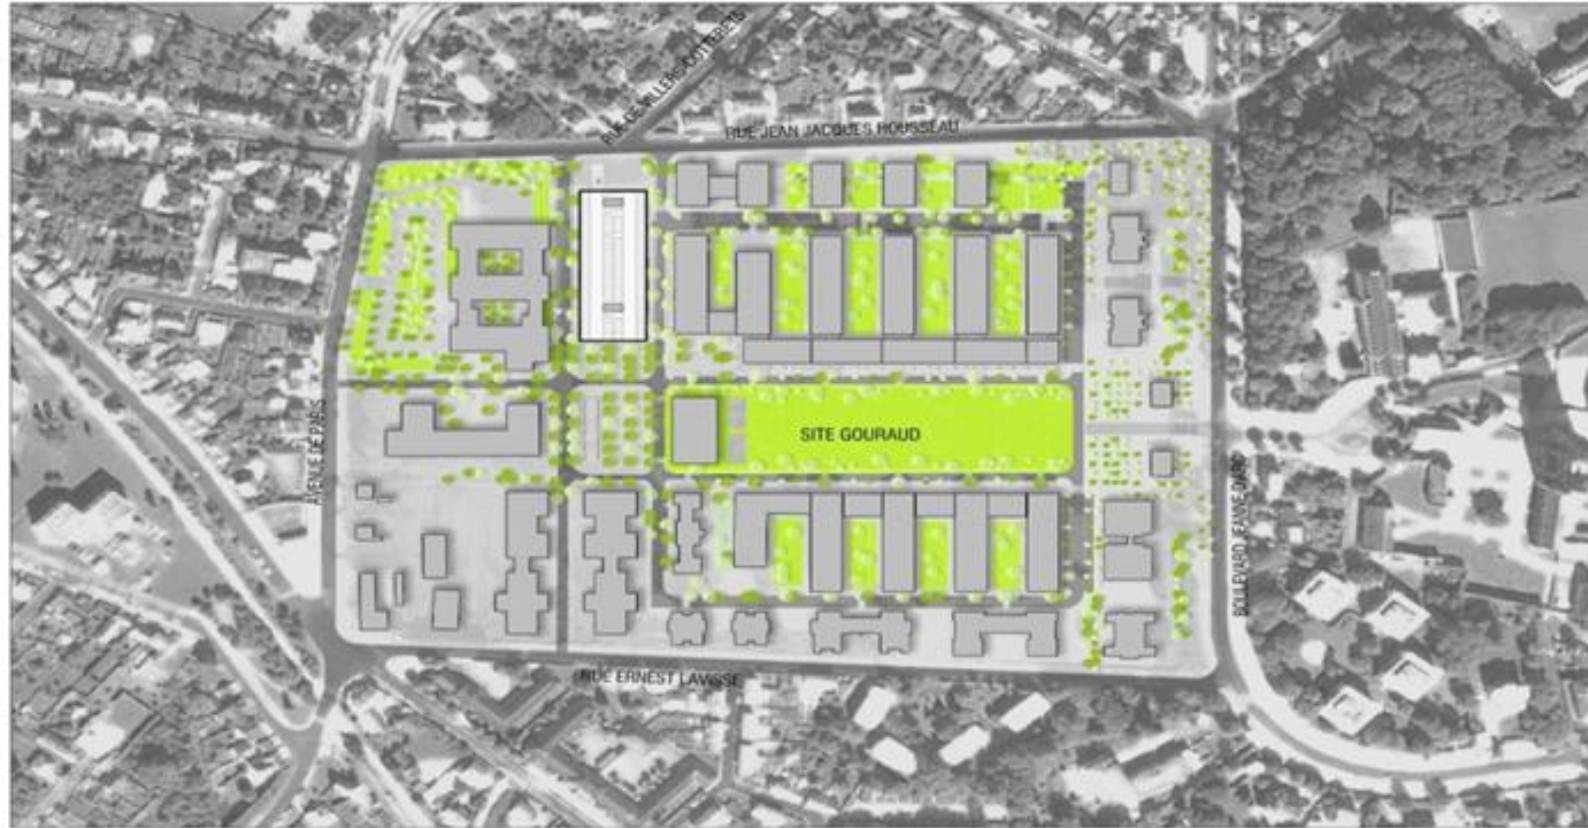 RUE DE VILLERS COTTERETS
RUE JEAN JACQUES ROUSSEAU
SITE GOURAUD
AVENUE DE PARIS
BOULEVARD JEANNE D'ARC
RUE ERNEST LAVISSE